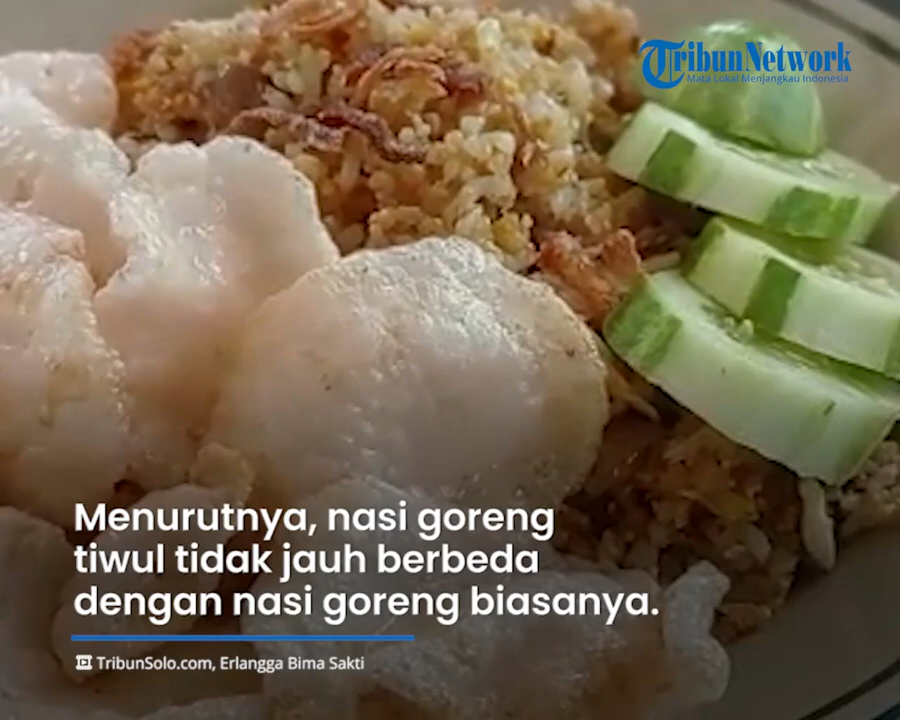 TribunNetwork
Mata Lokal Menjangkau Indonesia
Menurutnya, nasi goreng
tiwul tidak jauh berbeda
dengan nasi goreng biasanya.
TribunSolo.com, Erlangga Bima Sakti